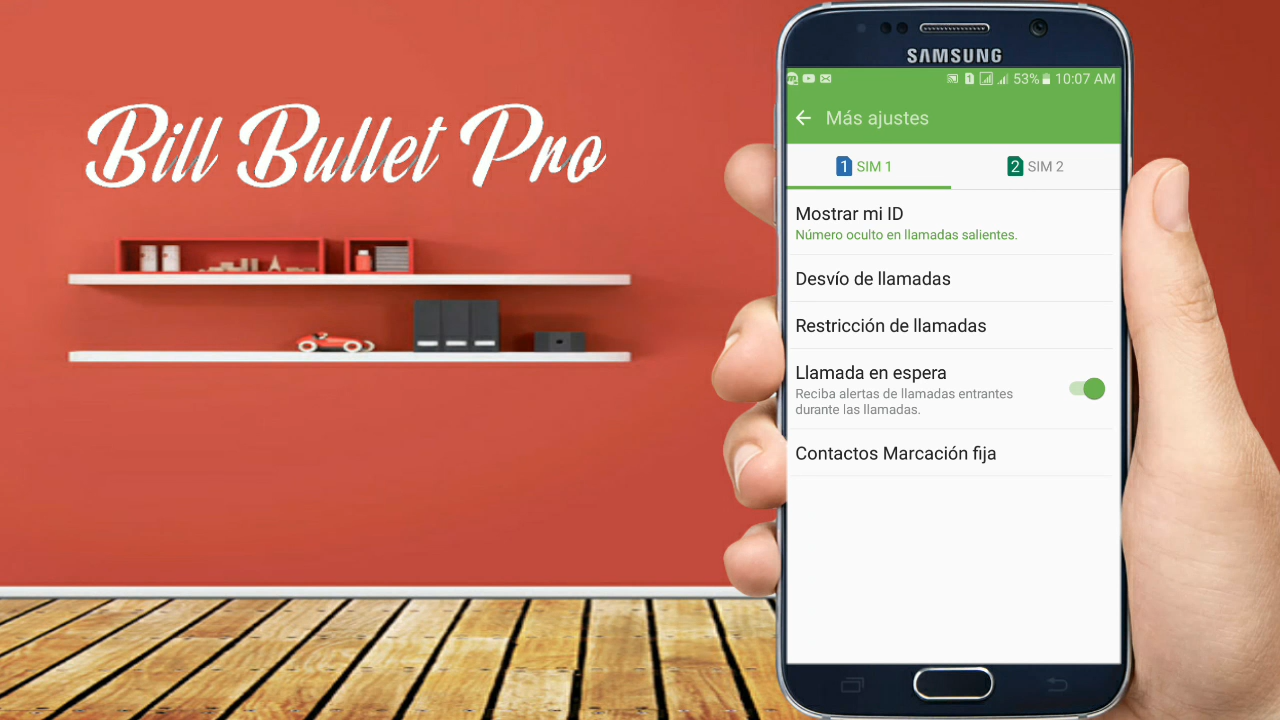 Bill Bullet Pro
SAMSUNG
1 53% 10:07 AM
Más ajustes
1 SIM 1
2 SIM 2
Mostrar mi ID
Número oculto en llamadas salientes.
Desvío de llamadas
Restricción de llamadas
Llamada en espera
Reciba alertas de llamadas entrantes
durante las llamadas.
Contactos Marcación fija